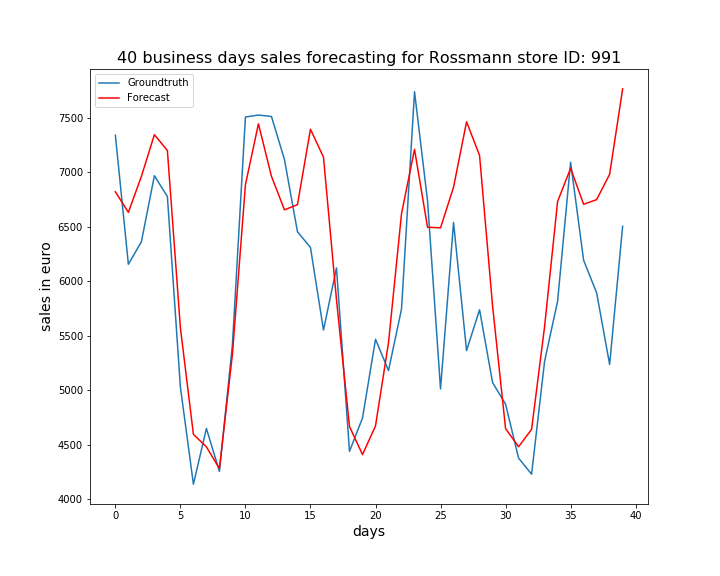 40 business days sales forecasting for Rossmann store ID: 991
Groundtruth
Forecast
sales in euro
7500
7000
6500
6000
5500
5000
4500
4000
0 5 10 15 20 25 30 35 40
days